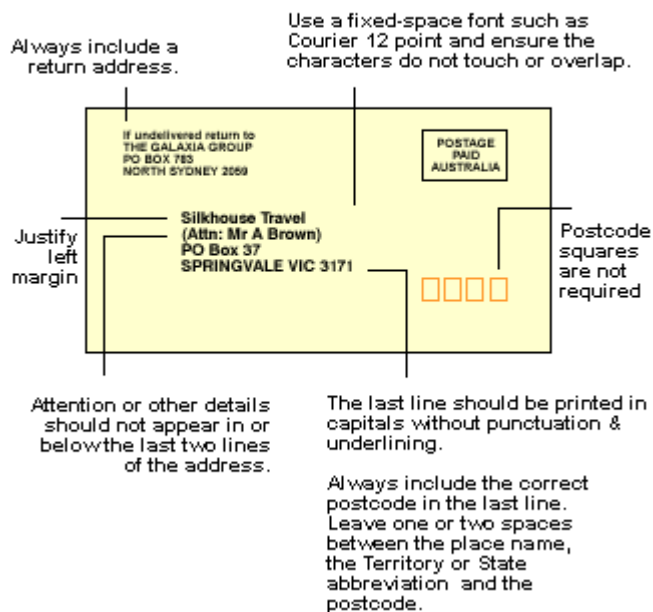 Always include a
return address.
Use a fixed-space font such as
Courier 12 point and ensure the
characters do not touch or overlap.
If undelivered return to
THE GALAXIA GROUP
PO BOX 783
NORTH SYDNEY 2059
POSTAGE
PAID
AUSTRALIA
Justify
left
margin
Silkhouse Travel
(Attn: Mr A Brown)
PO Box 37
SPRINGVALE VIC 3171
Postcode
squares
are not
required
Attention or other details
should not appear in or
below the last two lines
of the address.
The last line should be printed in
capitals without punctuation &
underlining.
Always include the correct
postcode in the last line.
Leave one or two spaces
between the place name,
the Territory or State
abbreviation and the
postcode.